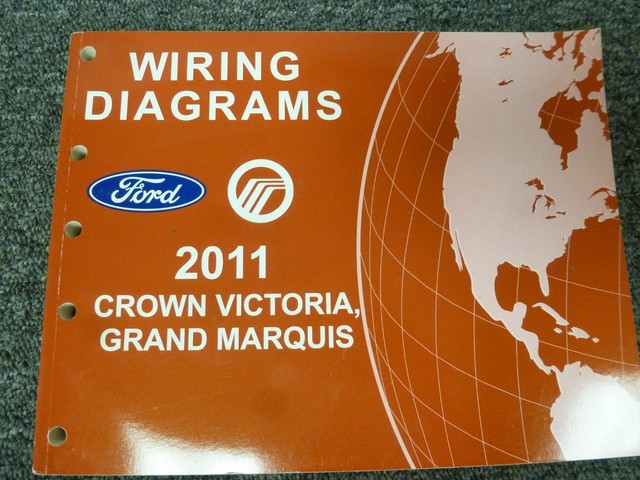 WIRING
DIAGRAMS
Ford
2011
CROWN VICTORIA,
GRAND MARQUIS